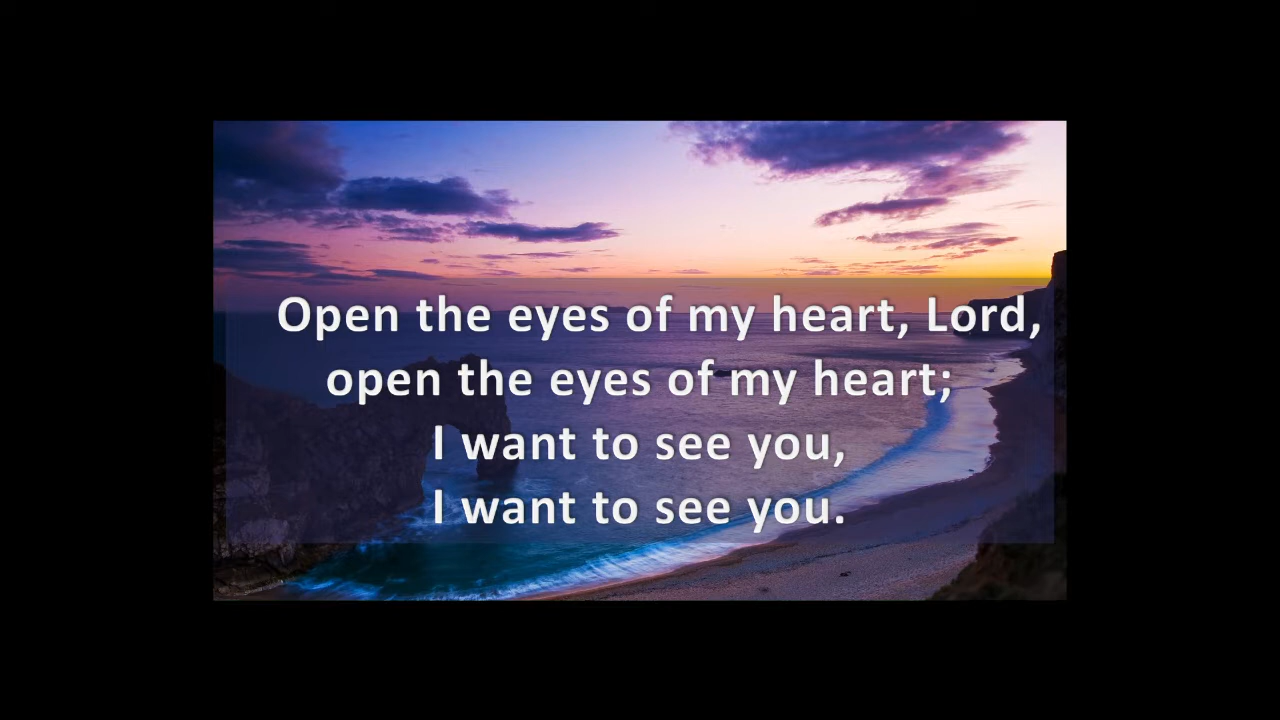 Open the eyes of my heart, Lord,
open the eyes of my heart;
I want to see you,
I want to see you.